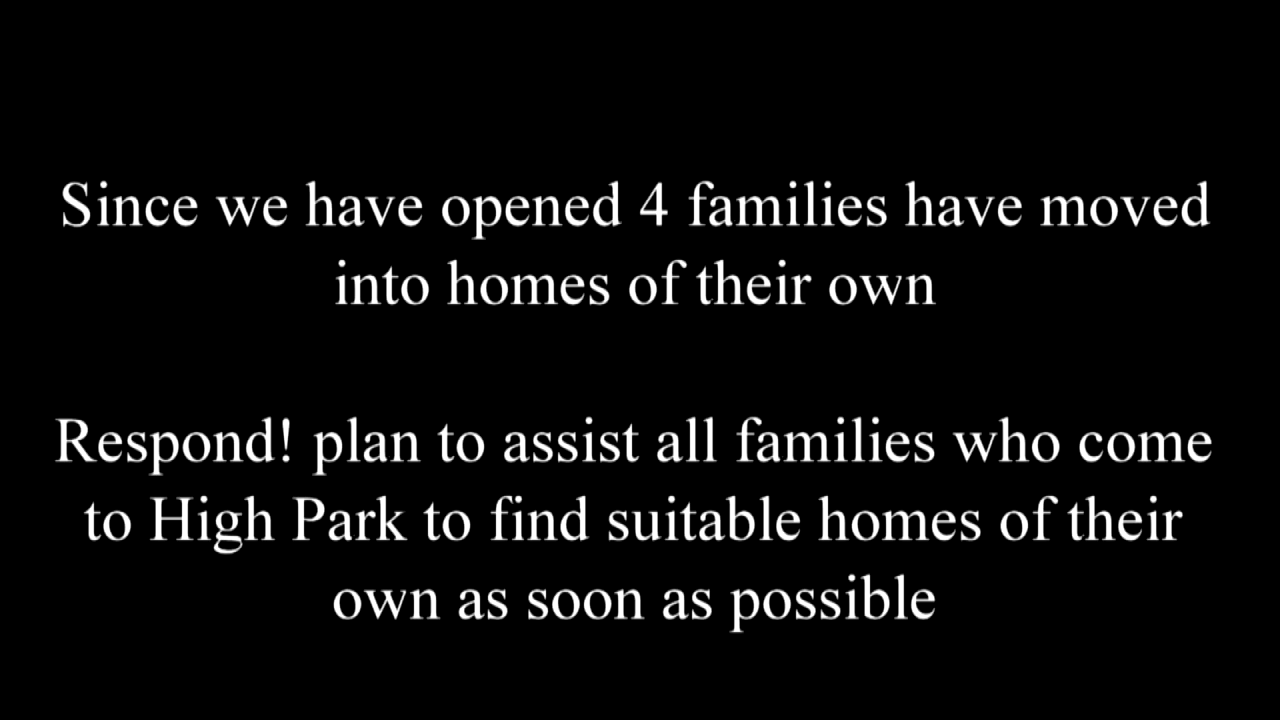 Since we have opened 4 families have moved
into homes of their own
Respond! plan to assist all families who come
to High Park to find suitable homes of their
own as soon as possible